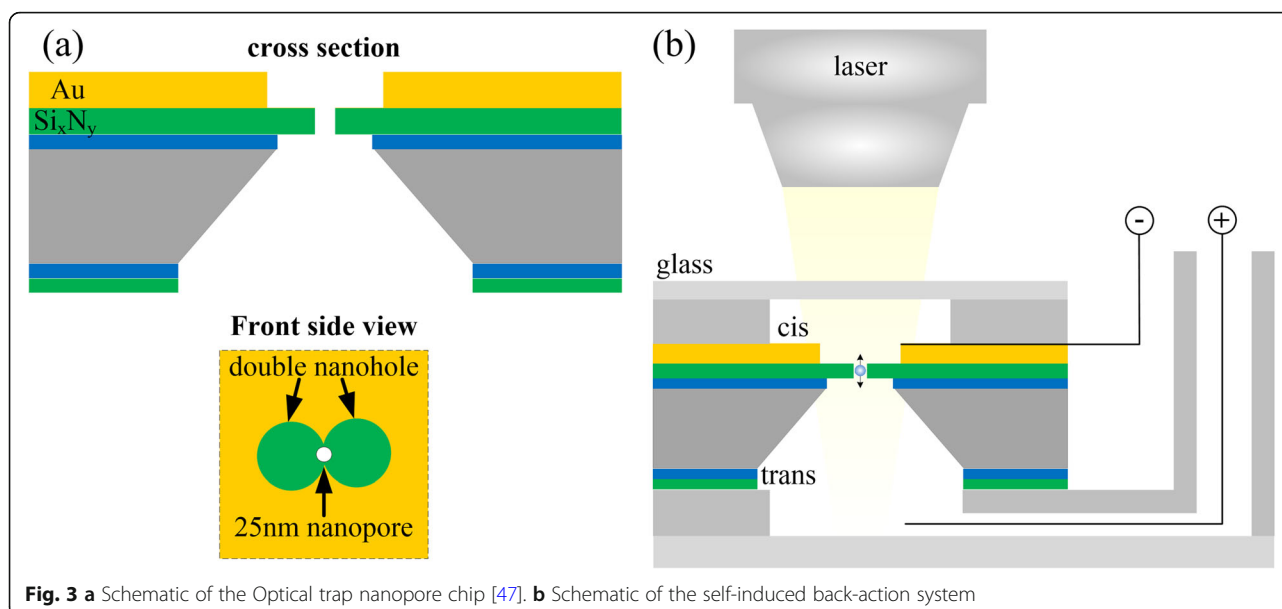 (a)
cross section
Au
SixNy
Front side view
double nanohole
25nm nanopore
(b)
laser
-
+
glass
cis
trans
Fig. 3 a Schematic of the Optical trap nanopore chip [47]. b Schematic of the self-induced back-action system